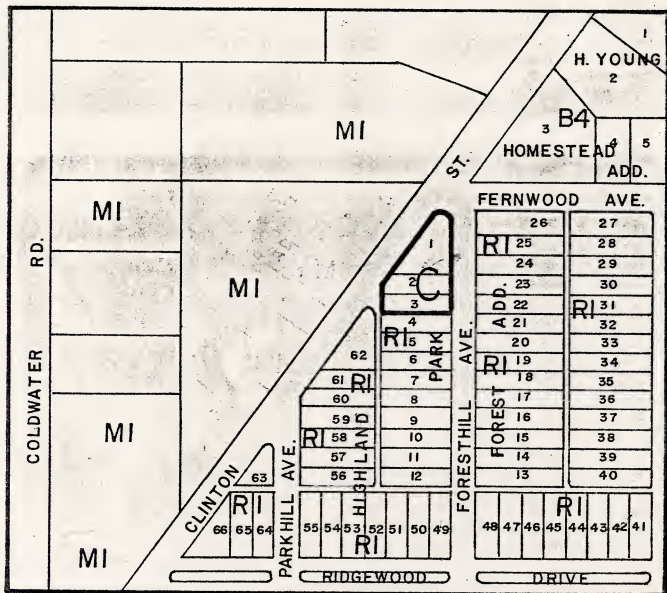 1
H. YOUNG
2
MI
3
B4
HOMESTEAD
4
5
ADD.
ST.
FERNWOOD AVE.
MI
RD.
MI
1
2
C
3
26
27
RI
25
28
24
29
23
30
22
RI
31
21
32
20
33
RI
19
34
18
35
17
36
16
37
15
38
14
39
13
40
FOREST ADD.
4
RI
5
6
7
8
9
10
11
12
PARK
HIGHLAND
FORESTHILL AVE.
62
61
RI
60
59
RI
58
57
56
COLDWATER
MI
CLINTON
63
PARKHILL AVE.
RI
66 65 64
55 54 53 52 51 50 49
RI
48 47 46 45 44 43 42 41
RI
MI
RIDGEWOOD DRIVE